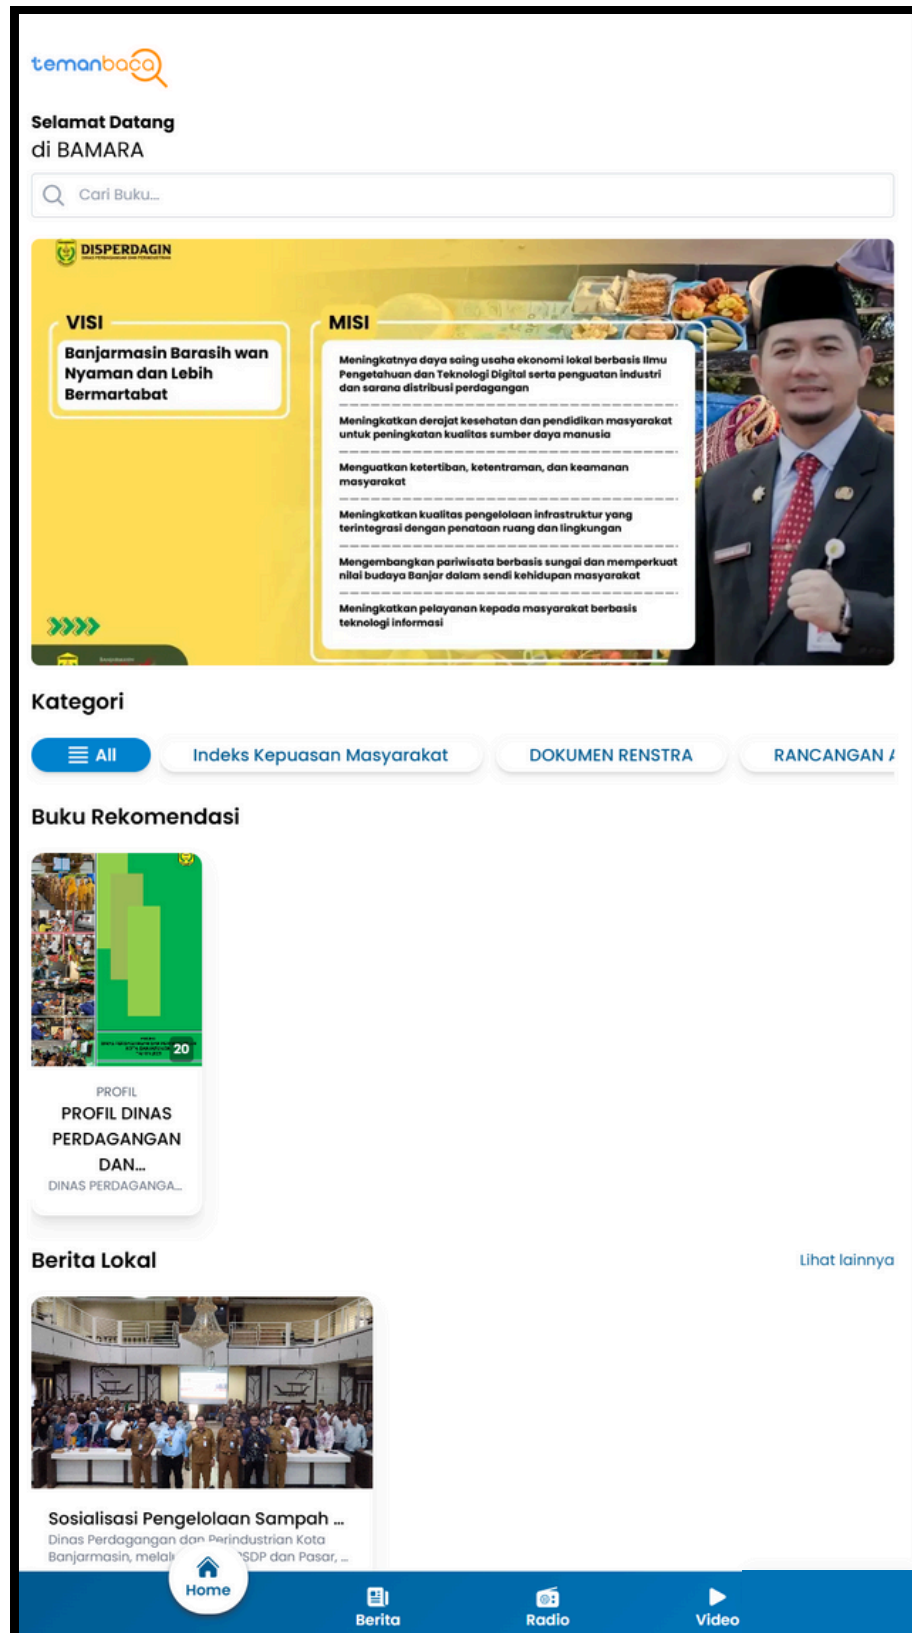 temanbaca
Selamat Datang
di BAMARA
Cari Buku...
DISPERDAGIN
DINAS PERDAGANGAN DAN PERINDUSTRIAN
VISI
Banjarmasin Barasih wan
Nyaman dan Lebih
Bermartabat
MISI
Meningkatnya daya saing usaha ekonomi lokal berbasis Ilmu
Pengetahuan dan Teknologi Digital serta penguatan industri
dan sarana distribusi perdagangan
Meningkatkan derajat kesehatan dan pendidikan masyarakat
untuk peningkatan kualitas sumber daya manusia
Menguatkan ketertiban, ketentraman, dan keamanan
masyarakat
Meningkatkan kualitas pengelolaan infrastruktur yang
terintegrasi dengan penataan ruang dan lingkungan
Mengembangkan pariwisata berbasis sungai dan memperkuat
nilai budaya Banjar dalam sendi kehidupan masyarakat
Meningkatkan pelayanan kepada masyarakat berbasis
teknologi informasi
Kategori
All
Indeks Kepuasan Masyarakat
DOKUMEN RENSTRA
RANCANGAN A
Buku Rekomendasi
20
PROFIL
PROFIL DINAS
PERDAGANGAN
DAN...
DINAS PERDAGANGA...
Berita Lokal
Lihat lainnya
Sosialisasi Pengelolaan Sampah ...
Dinas Perdagangan dan Perindustrian Kota
Banjarmasin, melalu SDP dan Pasar, ...
Home
Berita
Radio
Video